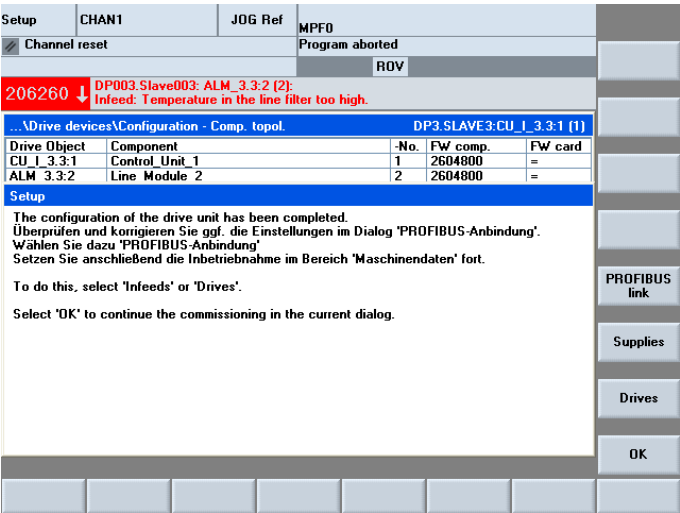 Setup CHAN1 JOG Ref MPF0
Channel reset Program aborted
ROV
206260 ↓ DP003.Slave003: ALM_3.3:2 (2):
Infeed: Temperature in the line filter too high.
...\Drive devices\Configuration - Comp. topol. DP3.SLAVE3:CU_I_3.3:1 (1)
Drive Object Component -No. FW comp. FW card
CU_I_3.3:1 Control_Unit_1 1 2604800 =
ALM_3.3:2 Line_Module_2 2 2604800 =
Setup
The configuration of the drive unit has been completed.
Überprüfen und korrigieren Sie ggf. die Einstellungen im Dialog 'PROFIBUS-Anbindung'.
Wählen Sie dazu 'PROFIBUS-Anbindung'
Setzen Sie anschließend die Inbetriebnahme im Bereich 'Maschinendaten' fort.
To do this, select 'Infeeds' or 'Drives'.
Select 'OK' to continue the commissioning in the current dialog.
PROFIBUS
link
Supplies
Drives
OK